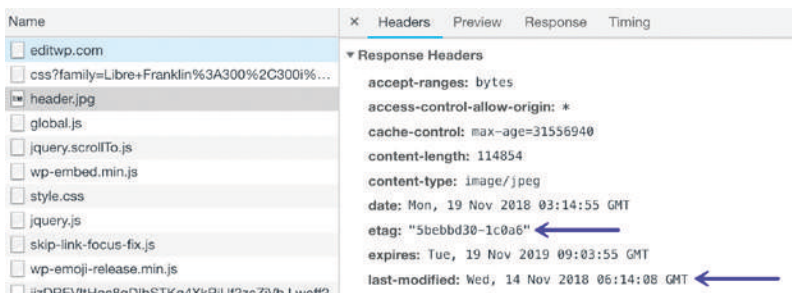 Name
editwp.com
css?family=Libre+Franklin%3A300%2C300i%...
header.jpg
global.js
jquery.scrollTo.js
wp-embed.min.js
style.css
jquery.js
skip-link-focus-fix.js
wp-emoji-release.min.js
× Headers Preview Response Timing
▼ Response Headers
accept-ranges: bytes
access-control-allow-origin: *
cache-control: max-age=31556940
content-length: 114854
content-type: image/jpeg
date: Mon, 19 Nov 2018 03:14:55 GMT
etag: "5bebbd30-1c0a6"
expires: Tue, 19 Nov 2019 09:03:55 GMT
last-modified: Wed, 14 Nov 2018 06:14:08 GMT